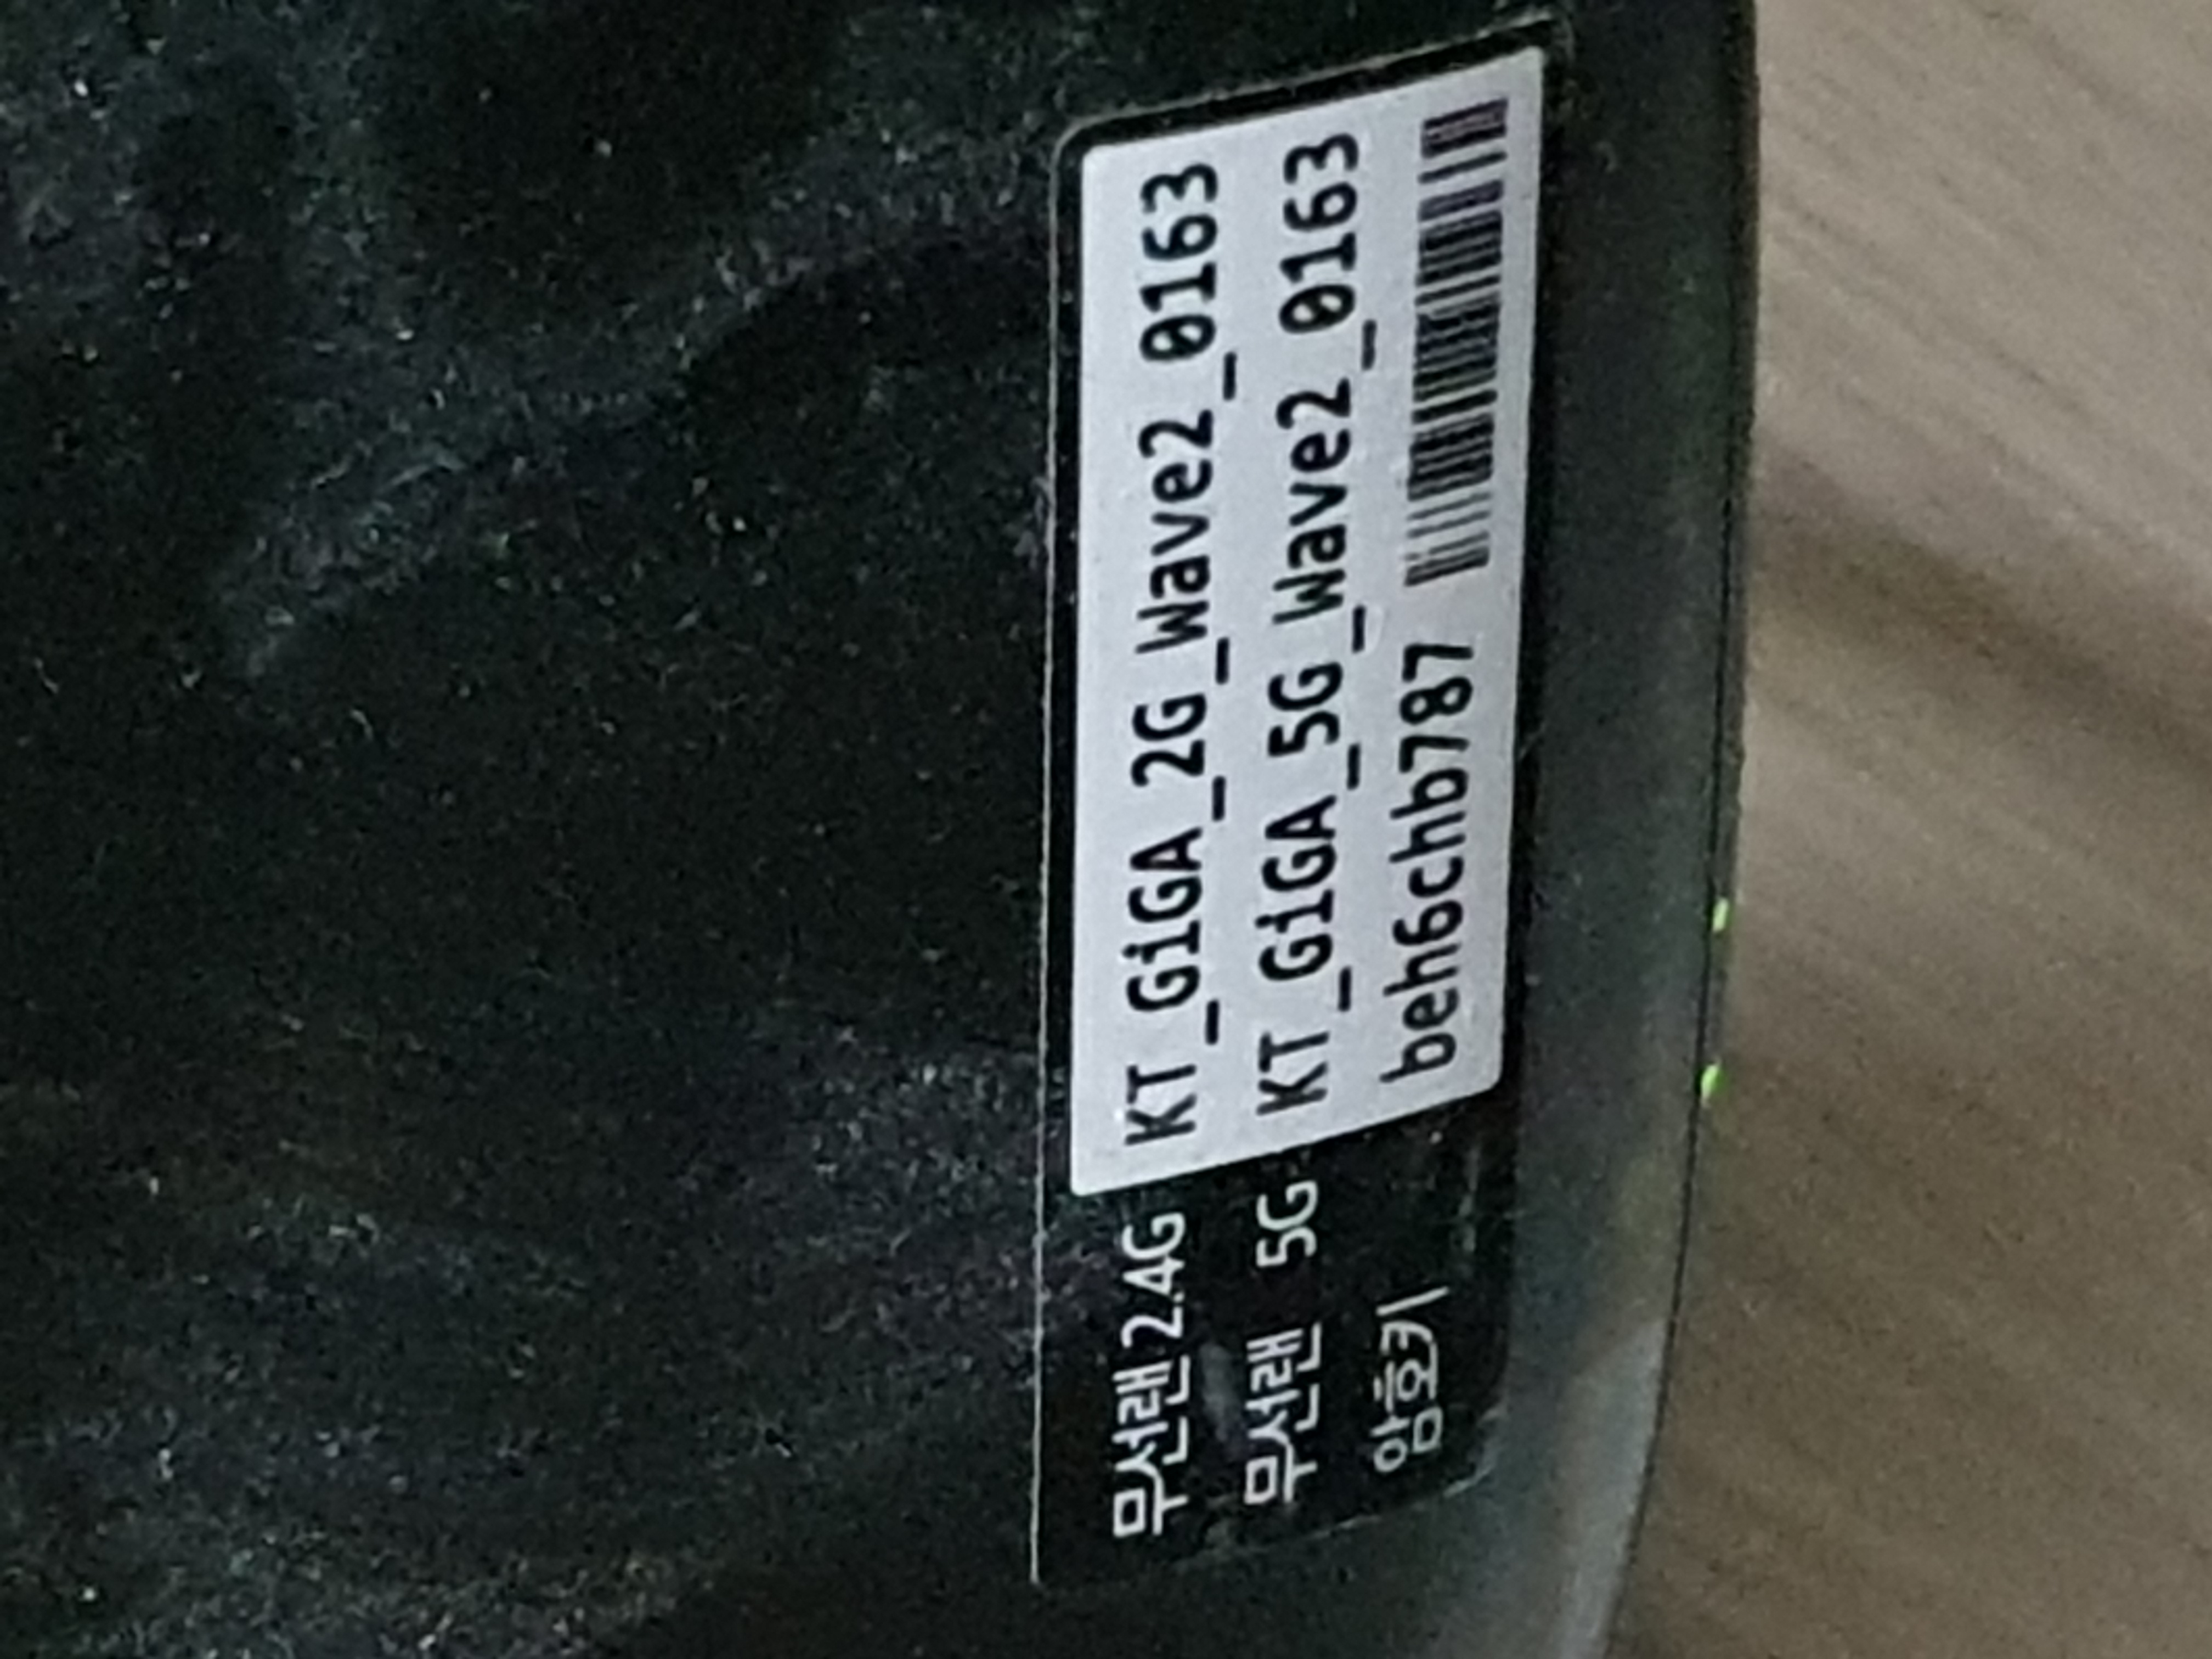 무선랜 2.4G KT_GiGA_2G_Wave2_0163
무선랜 5G KT_GiGA_5G_Wave2_0163
암호키 beh6chb787